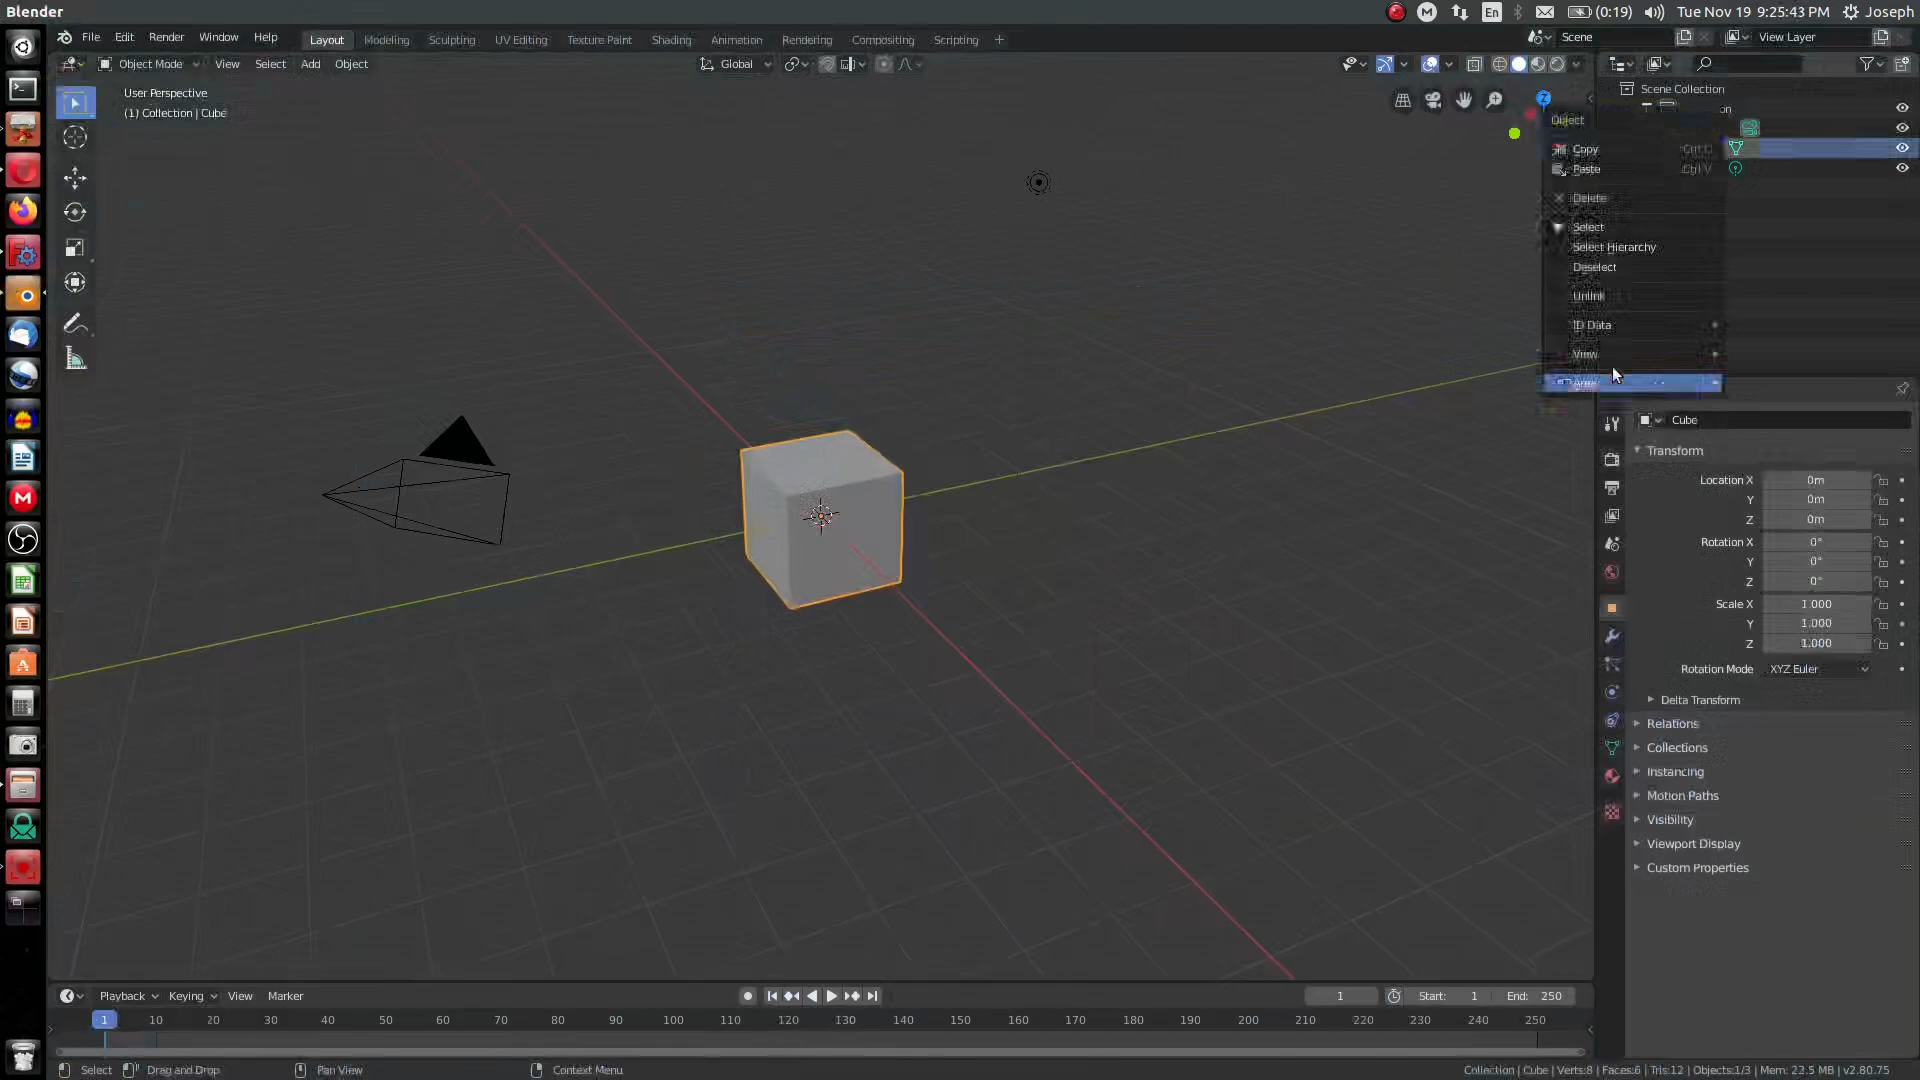 Blender
En
(0:19)
Tue Nov 19 9:25:43 PM
Joseph
File Edit Render Window Help
Layout Modeling Sculpting UV Editing Texture Paint Shading Animation Rendering Compositing Scripting +
Scene
View Layer
Object Mode View Select Add Object
Global
User Perspective
(1) Collection | Cube
Scene Collection
on
Z
Object
Copy
Paste Ctrl V
Delete
Select
Select Hierarchy
Deselect
Unlink
ID Data
View
Cube
Transform
Location X 0m
Y 0m
Z 0m
Rotation X 0°
Y 0°
Z 0°
Scale X 1.000
Y 1.000
Z 1.000
Rotation Mode XYZ Euler
Delta Transform
Relations
Collections
Instancing
Motion Paths
Visibility
Viewport Display
Custom Properties
Playback Keying View Marker
1
Start: 1
End: 250
1 10 20 30 40 50 60 70 80 90 100 110 120 130 140 150 160 170 180 190 200 210 220 230 240 250
Select
Drag and Drop
Pan View
Context Menu
Collection | Cube | Verts:8 | Faces:6 | Tris:12 | Objects:1/3 | Mem: 22.5 MB | v2.80.75